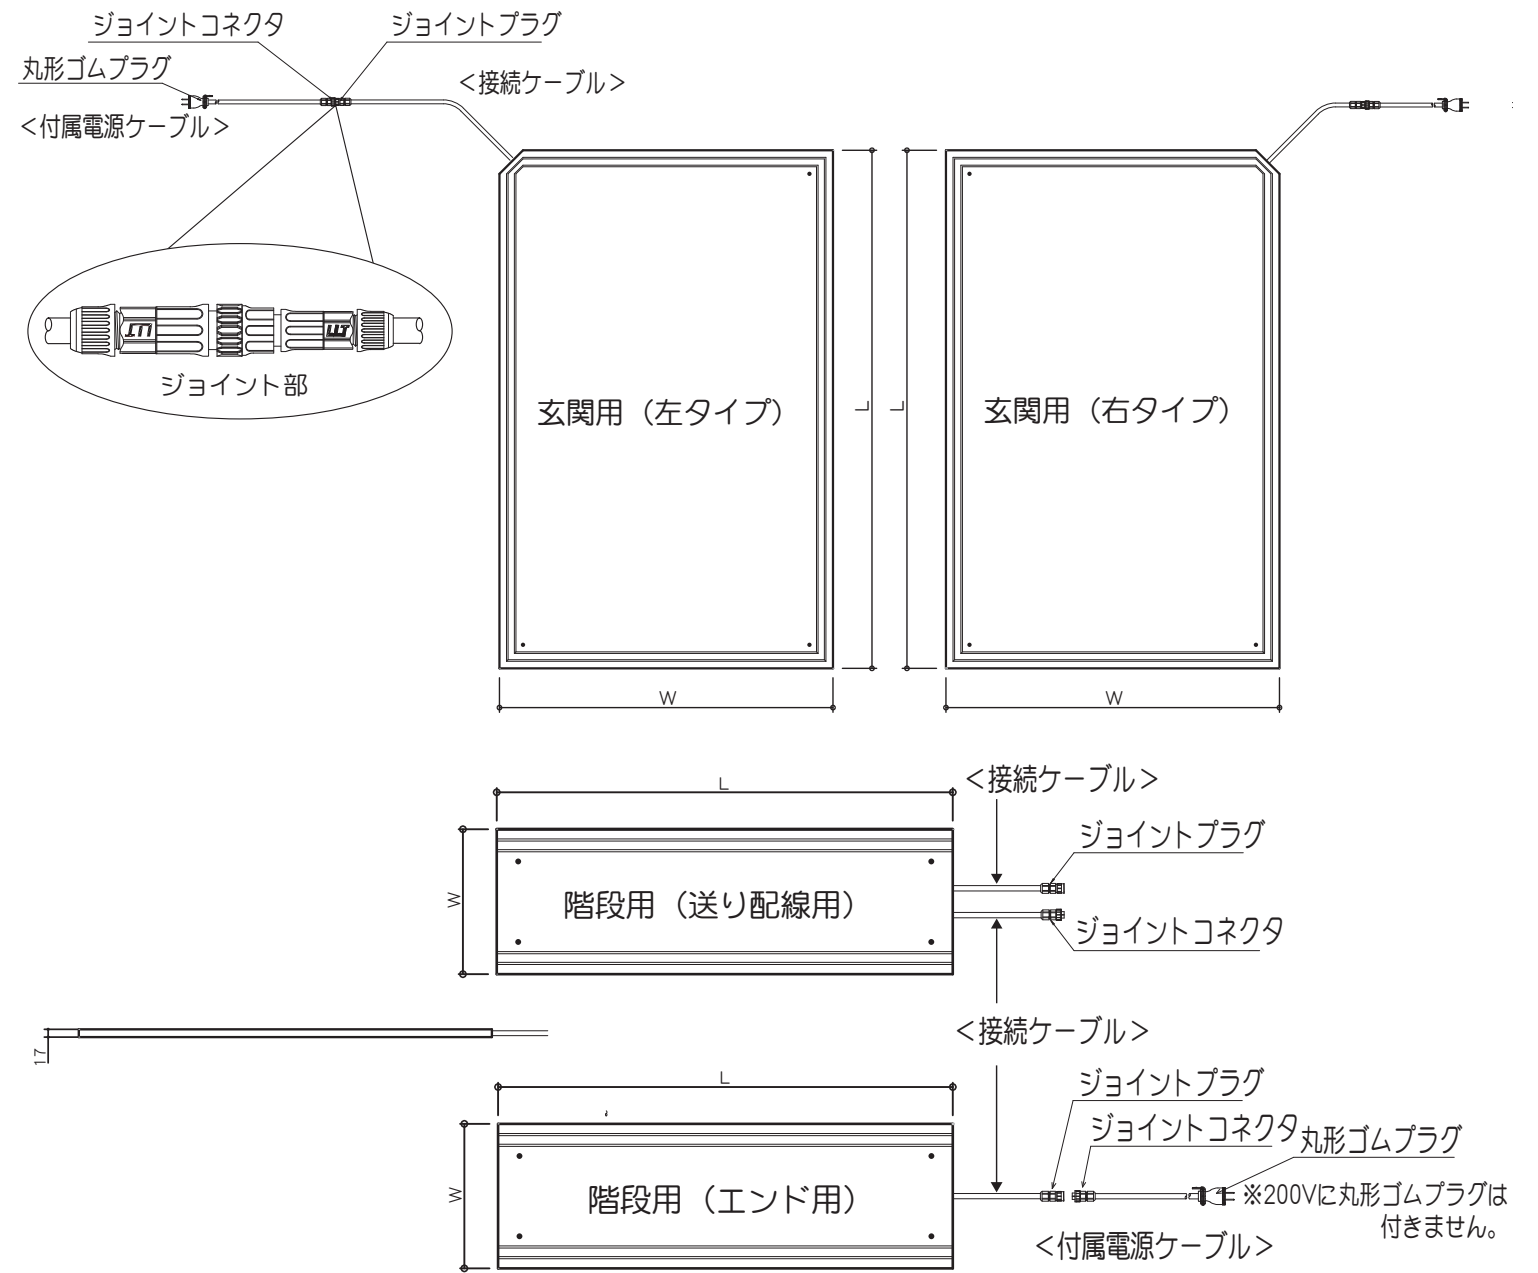 ジョイントコネクタ
ジョイントプラグ
丸形ゴムプラグ
<接続ケーブル>
<付属電源ケーブル>
ジョイント部
玄関用（左タイプ）
L
L
玄関用（右タイプ）
W
W
L
<接続ケーブル>
ジョイントプラグ
W
階段用（送り配線用）
ジョイントコネクタ
<接続ケーブル>
17
L
ジョイントプラグ
ジョイントコネクタ
丸形ゴムプラグ
W
階段用（エンド用）
※200Vに丸形ゴムプラグは
付きません。
<付属電源ケーブル>